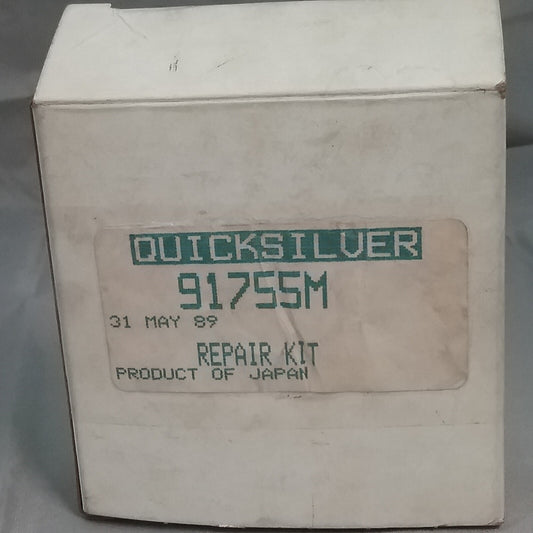 QUICKSILVER
91755M
31 MAY 89
REPAIR KIT
PRODUCT OF JAPAN